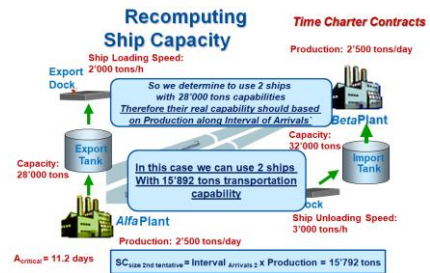 Recomputing
Ship Capacity
Time Charter Contracts
Production: 2'500 tons/day
Ship Loading Speed:
2'000 tons/h
Export
Dock
So we determine to use 2 ships
with 28'000 tons capabilities
Therefore their real capability should based
on Production along Interval of Arrivals`
BetaPlant
Capacity:
32'000 tons
Export
Tank
Import
Tank
Capacity:
28'000 tons
In this case we can use 2 ships
With 15'892 tons transportation
capability
ock
AlfaPlant
Ship Unloading Speed:
3'000 tons/h
Production: 2'500 tons/day
Acritical = 11.2 days
SCsize 2nd tentative= Interval Arrivals 2 x Production = 15'792 tons